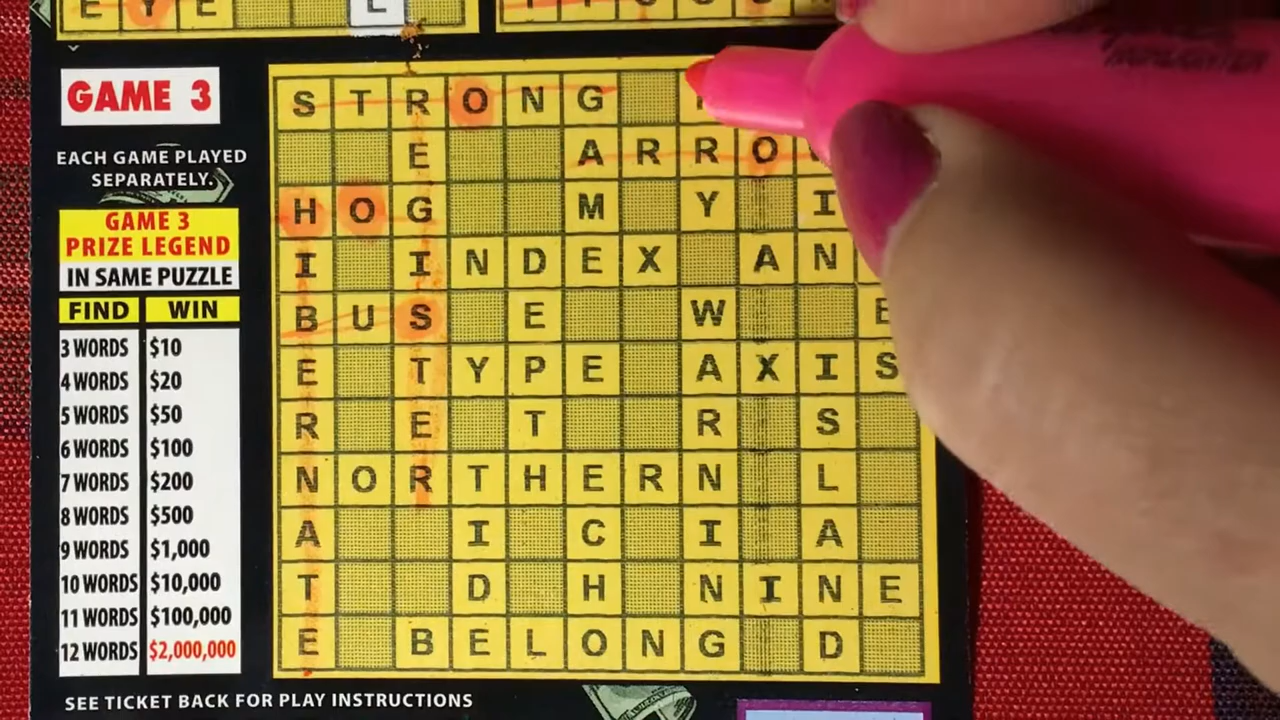 E Y E L
GAME 3
EACH GAME PLAYED
SEPARATELY.
GAME 3
PRIZE LEGEND
IN SAME PUZZLE
FIND WIN
3 WORDS $10
4 WORDS $20
5 WORDS $50
6 WORDS $100
7 WORDS $200
8 WORDS $500
9 WORDS $1,000
10 WORDS $10,000
11 WORDS $100,000
12 WORDS $2,000,000
S T R O N G
E A R R O
H O G M Y I
I I N D E X A N
B U S E W E
E T Y P E A X I S
R E T R S
N O R T H E R N L
A I C I A
T D H N I N E
E B E L O N G D
SEE TICKET BACK FOR PLAY INSTRUCTIONS
HIGHLIGHTER